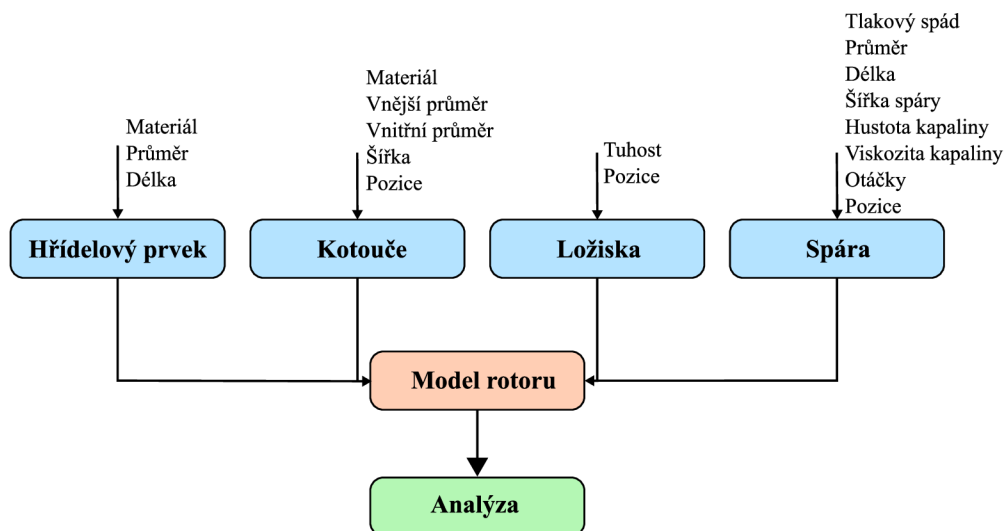 Materiál
Průměr
Délka
Hřídelový prvek
Materiál
Vnější průměr
Vnitřní průměr
Šířka
Pozice
Kotouče
Tuhost
Pozice
Ložiska
Tlakový spád
Průměr
Délka
Šířka spáry
Hustota kapaliny
Viskozita kapaliny
Otáčky
Pozice
Spára
Model rotoru
Analýza